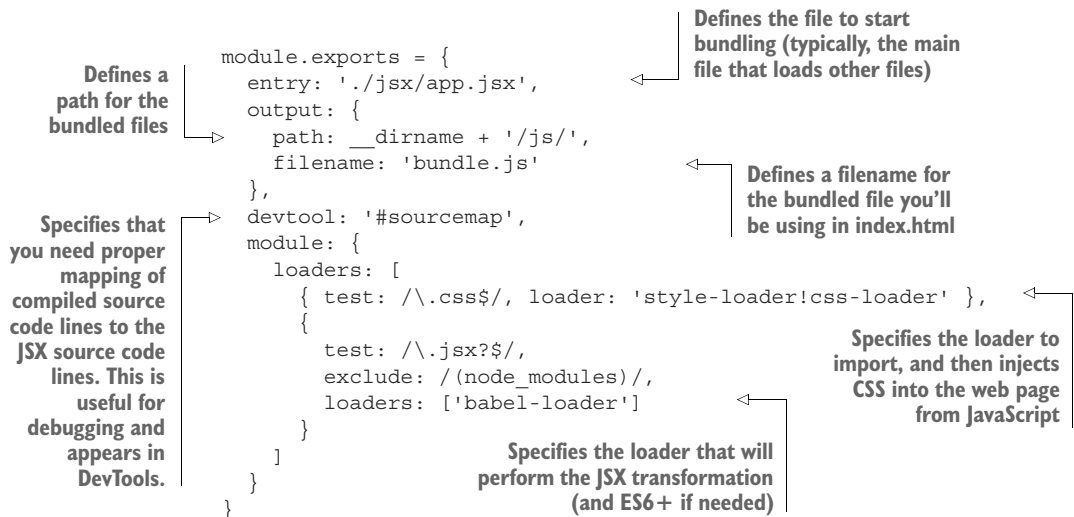 Defines the file to start
bundling (typically, the main
file that loads other files)
Defines a
path for the
bundled files
module.exports = {
  entry: './jsx/app.jsx',
  output: {
    path: __dirname + '/js/',
    filename: 'bundle.js'
  },
  devtool: '#sourcemap',
  module: {
    loaders: [
      { test: /\.css$/, loader: 'style-loader!css-loader' },
      {
        test: /\.jsx?$/,
        exclude: /(node_modules)/,
        loaders: ['babel-loader']
      }
    ]
  }
}
Defines a filename for
the bundled file you'll
be using in index.html
Specifies that
you need proper
mapping of
compiled source
code lines to the
JSX source code
lines. This is
useful for
debugging and
appears in
DevTools.
Specifies the loader to
import, and then injects
CSS into the web page
from JavaScript
Specifies the loader that will
perform the JSX transformation
(and ES6+ if needed)